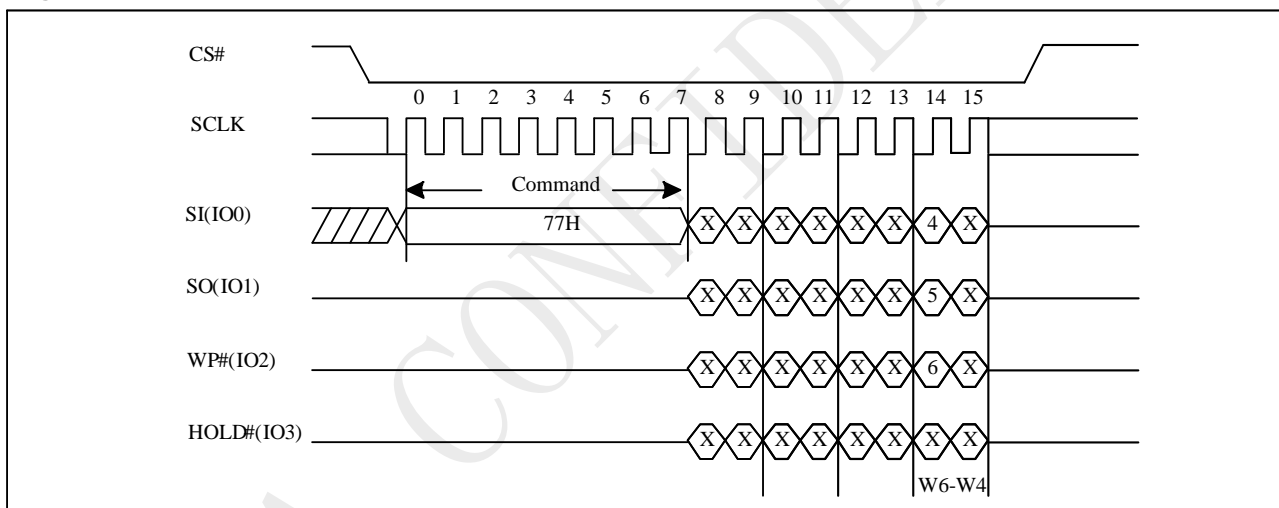 CS#
0 1 2 3 4 5 6 7 8 9 10 11 12 13 14 15
SCLK
Command
SI(IO0) 77H X X X X X X 4 X
SO(IO1) X X X X X X 5 X
WP#(IO2) X X X X X X 6 X
HOLD#(IO3) X X X X X X X X
W6-W4